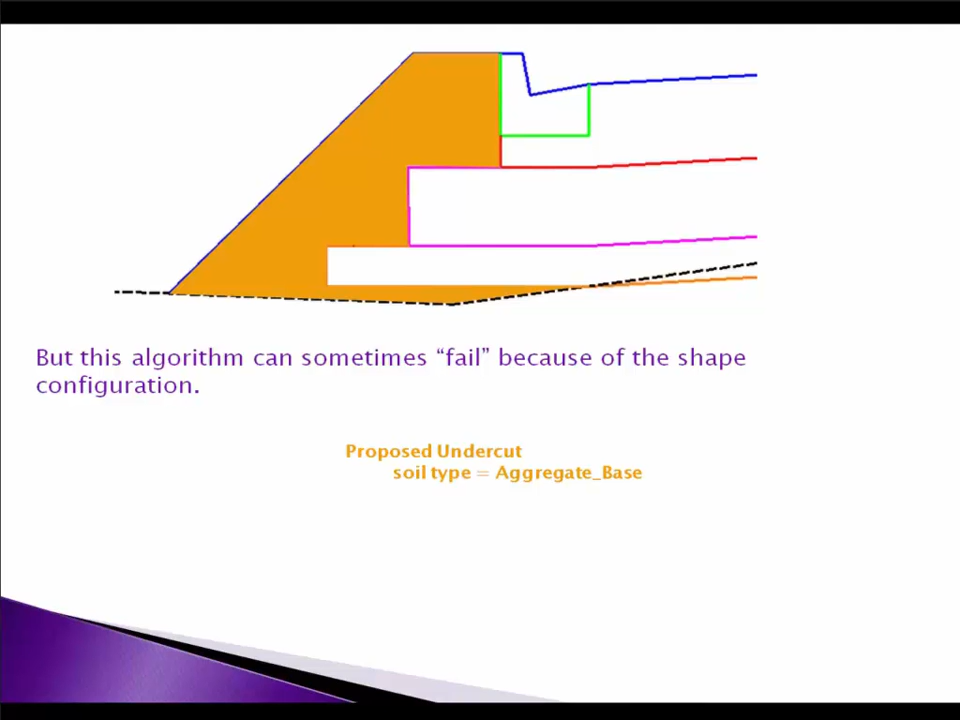 But this algorithm can sometimes “fail” because of the shape
configuration.
Proposed Undercut
soil type = Aggregate_Base